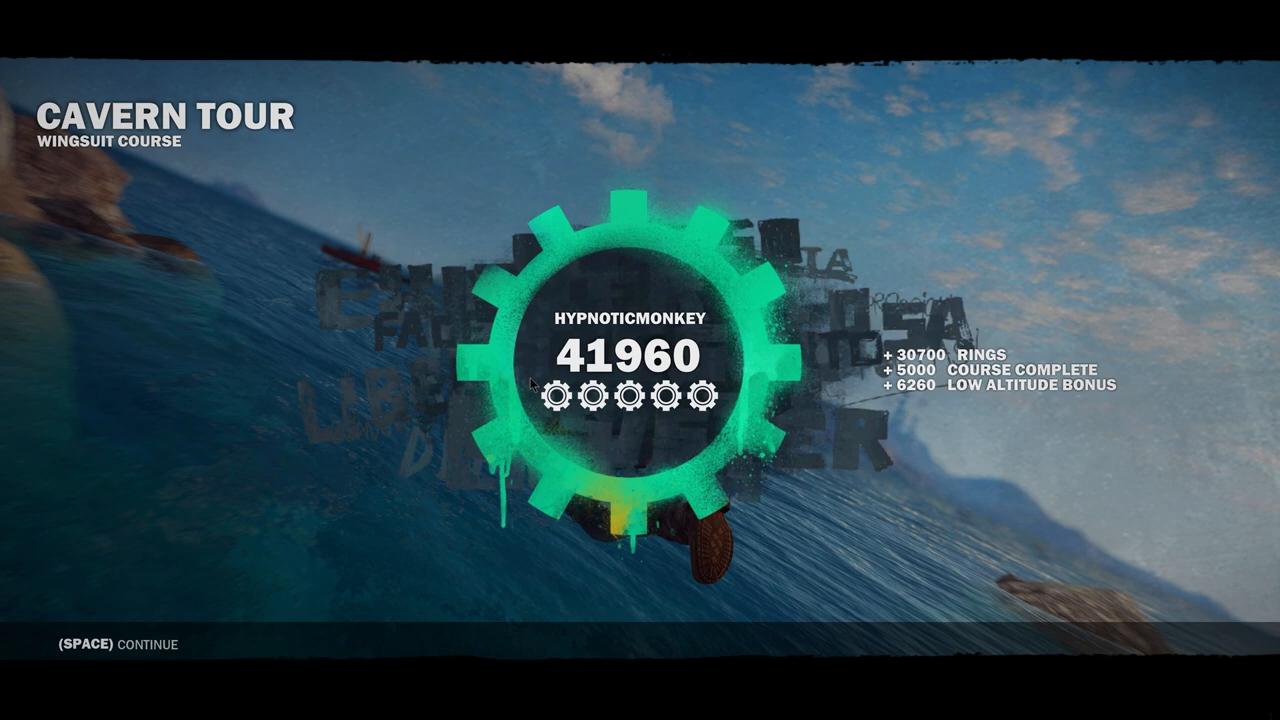 CAVERN TOUR
WINGSUIT COURSE
HYPNOTICMONKEY
41960
+ 30700 RINGS
+ 5000 COURSE COMPLETE
+ 6260 LOW ALTITUDE BONUS
(SPACE) CONTINUE